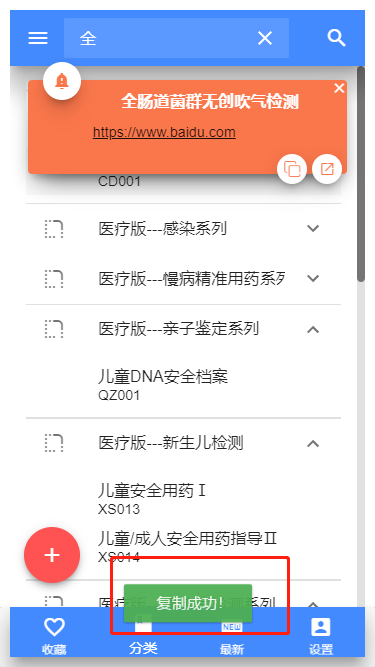 全
全肠道菌群无创吹气检测
https://www.baidu.com
CD001
医疗版---感染系列
医疗版---慢病精准用药系列
医疗版---亲子鉴定系列
儿童DNA安全档案
QZ001
医疗版---新生儿检测
儿童安全用药Ⅰ
XS013
儿童/成人安全用药指导Ⅱ
XS014
复制成功!
NEW
收藏
分类
最新
设置